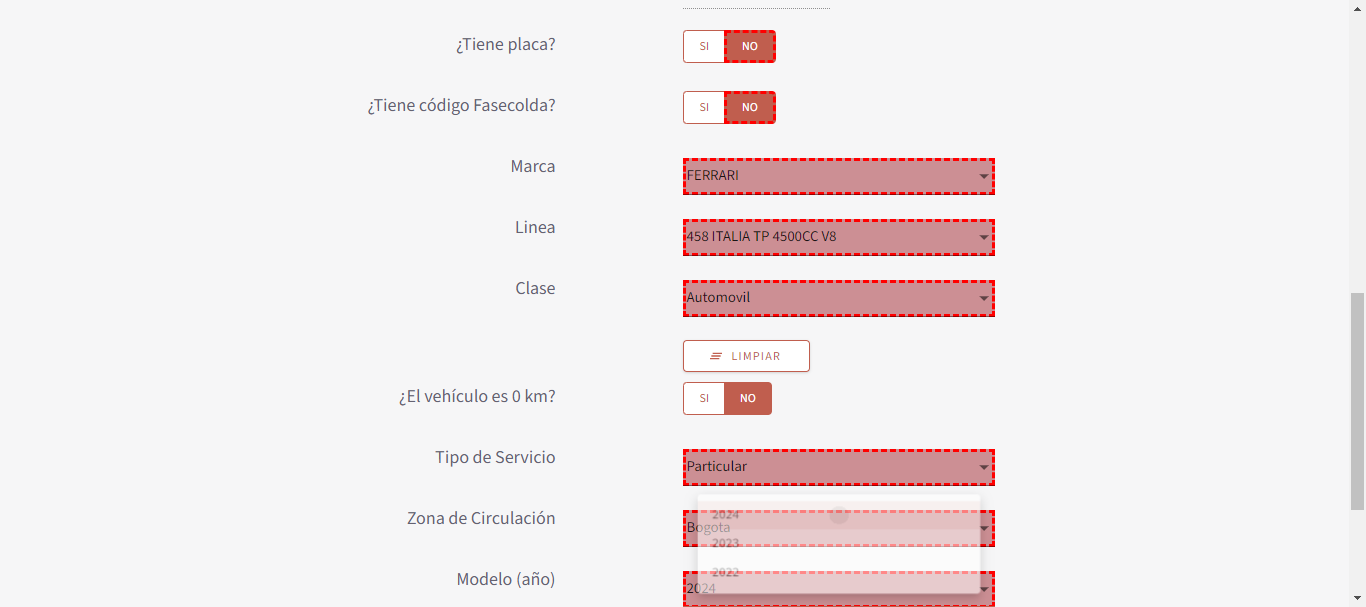 ¿Tiene placa? SI NO
¿Tiene código Fasecolda? SI NO
Marca FERRARI
Linea 458 ITALIA TP 4500CC V8
Clase Automovil
LIMPIAR
¿El vehículo es 0 km? SI NO
Tipo de Servicio Particular
2024
Zona de Circulación Bogota
2023
2022
Modelo (año) 2024